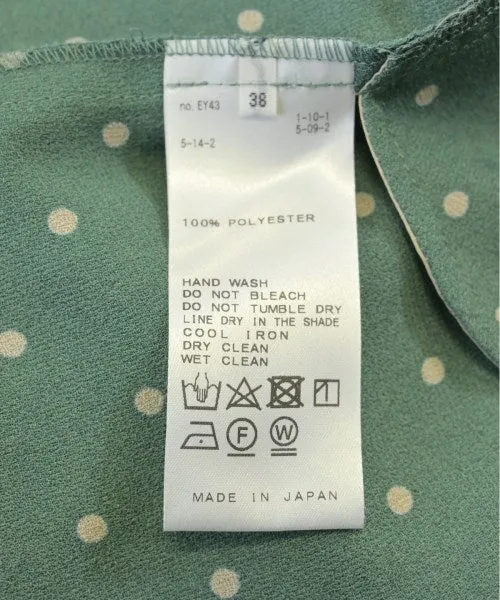 38
no. EY43
1-10-1
5-09-2
5-14-2
100% POLYESTER
HAND WASH
DO NOT BLEACH
DO NOT TUMBLE DRY
LINE DRY IN THE SHADE
COOL IRON
DRY CLEAN
WET CLEAN
F W
MADE IN JAPAN